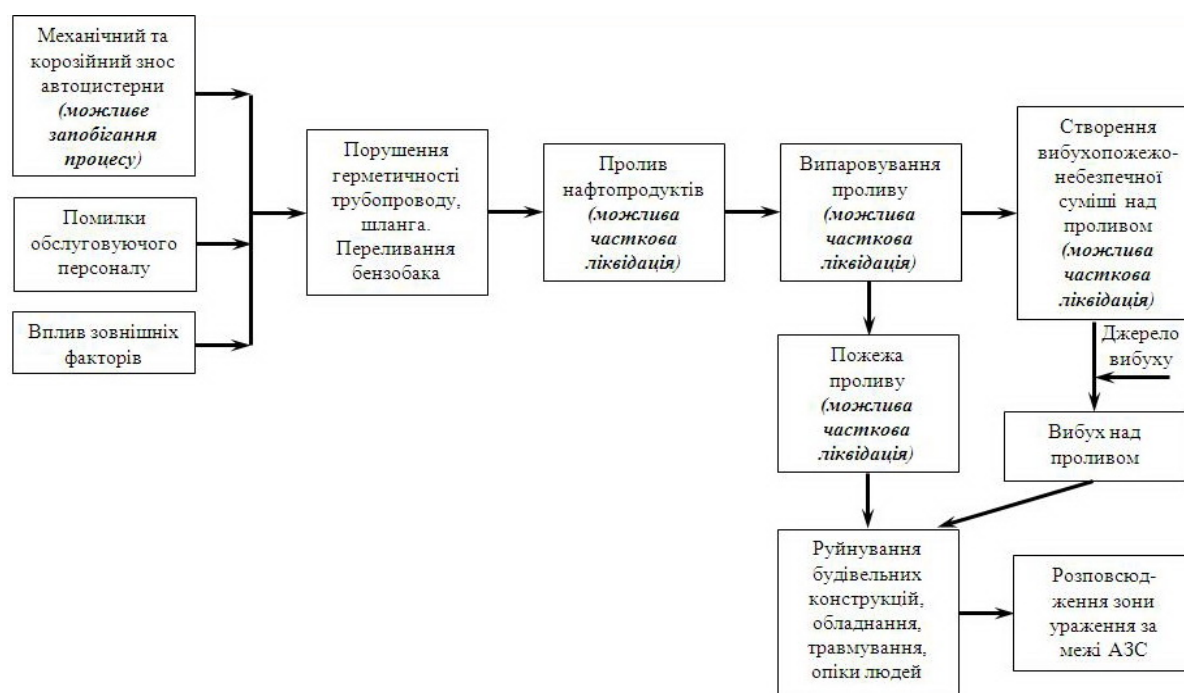 Механічний та
корозійний знос
автоцистерни
(можливе
запобігання
процесу)
Помилки
обслуговуючого
персоналу
Вплив зовнішніх
факторів
Порушення
герметичності
трубопроводу,
шланга.
Переливання
бензобака
Пролив
нафтопродуктів
(можлива
часткова
ліквідація)
Випаровування
проливу
(можлива
часткова
ліквідація)
Створення
вибухопожежо-
небезпечної
суміші над
проливом
(можлива
часткова
ліквідація)
Джерело
вибуху
Пожежа
проливу
(можлива
часткова
ліквідація)
Вибух над
проливом
Руйнування
будівельних
конструкцій,
обладнання,
травмування,
опіки людей
Розповсюд-
ження зони
ураження за
межі АЗС